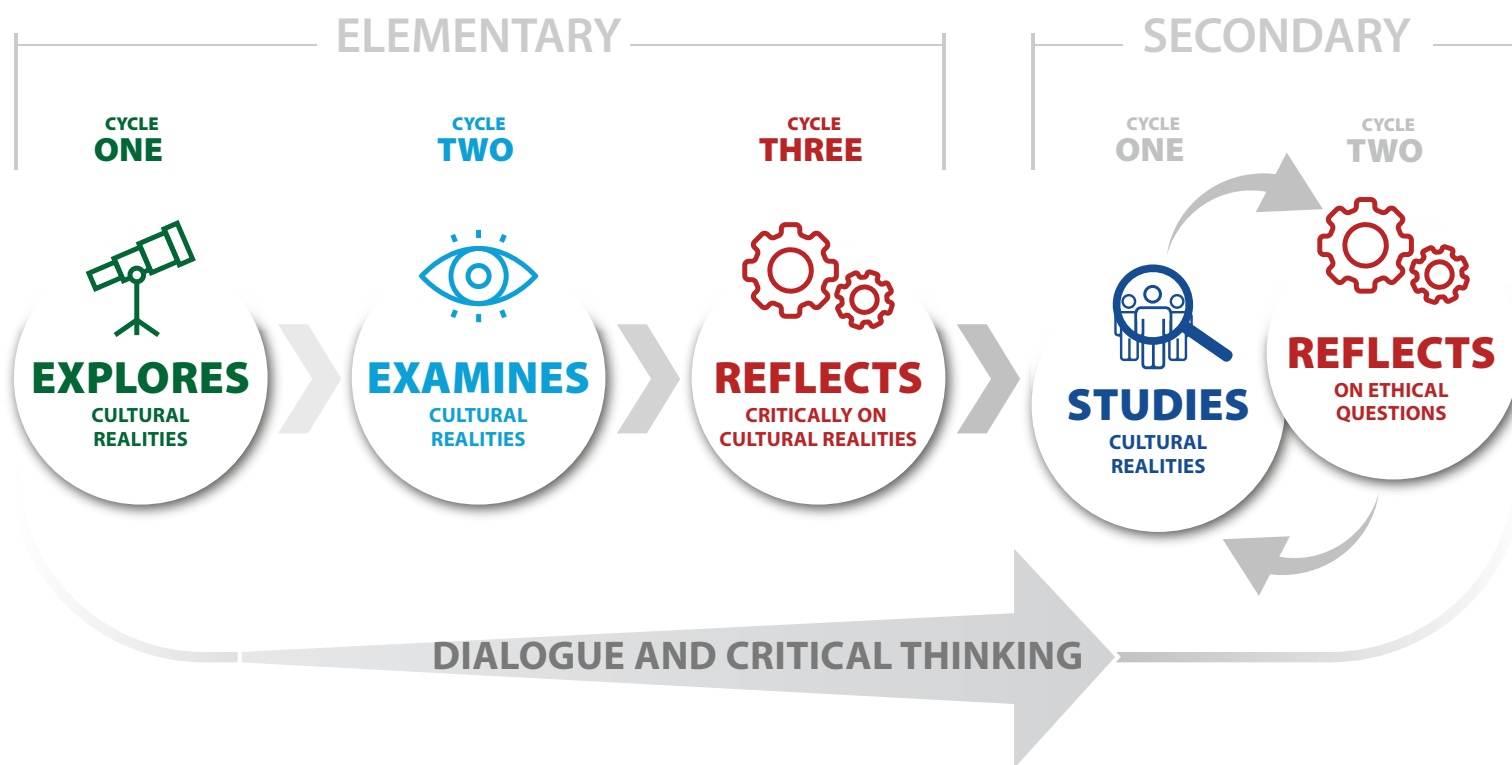 ELEMENTARY
SECONDARY
CYCLE
ONE
CYCLE
TWO
CYCLE
THREE
CYCLE
ONE
CYCLE
TWO
EXPLORES
CULTURAL
REALITIES
EXAMINES
CULTURAL
REALITIES
REFLECTS
CRITICALLY ON
CULTURAL REALITIES
STUDIES
CULTURAL
REALITIES
REFLECTS
ON ETHICAL
QUESTIONS
DIALOGUE AND CRITICAL THINKING